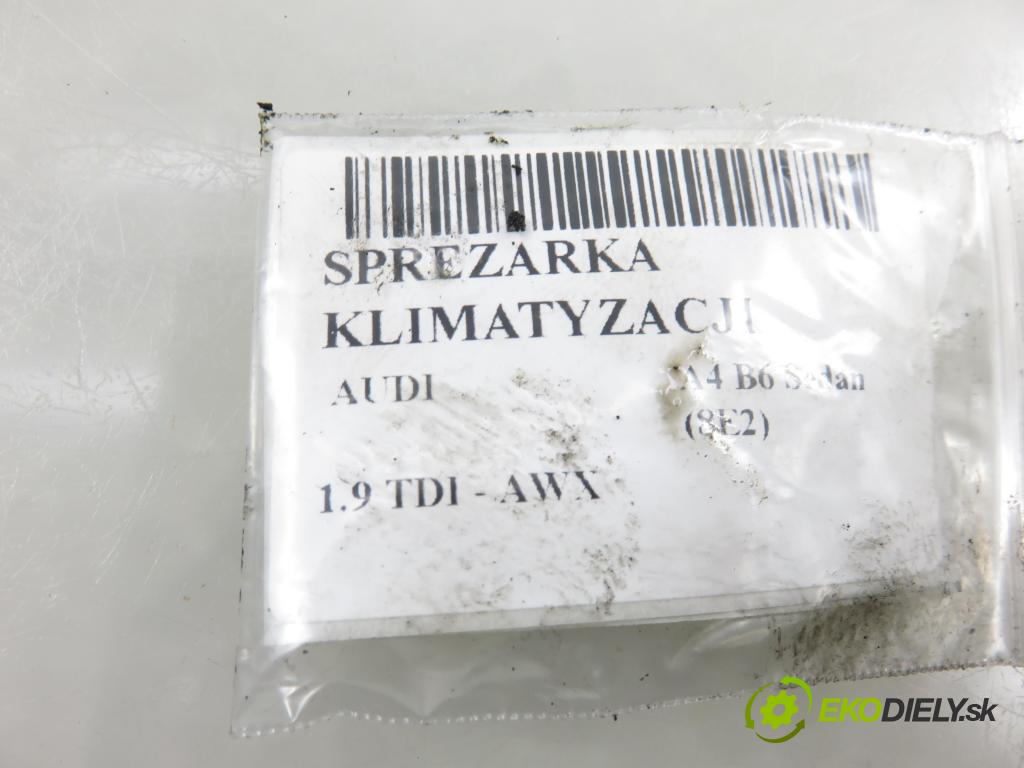 SPREZARKA
KLIMATYZACJI
AUDI A4 B6 Sedan
(8E2)
1.9 TDI - AWX
EKODIELY.sk